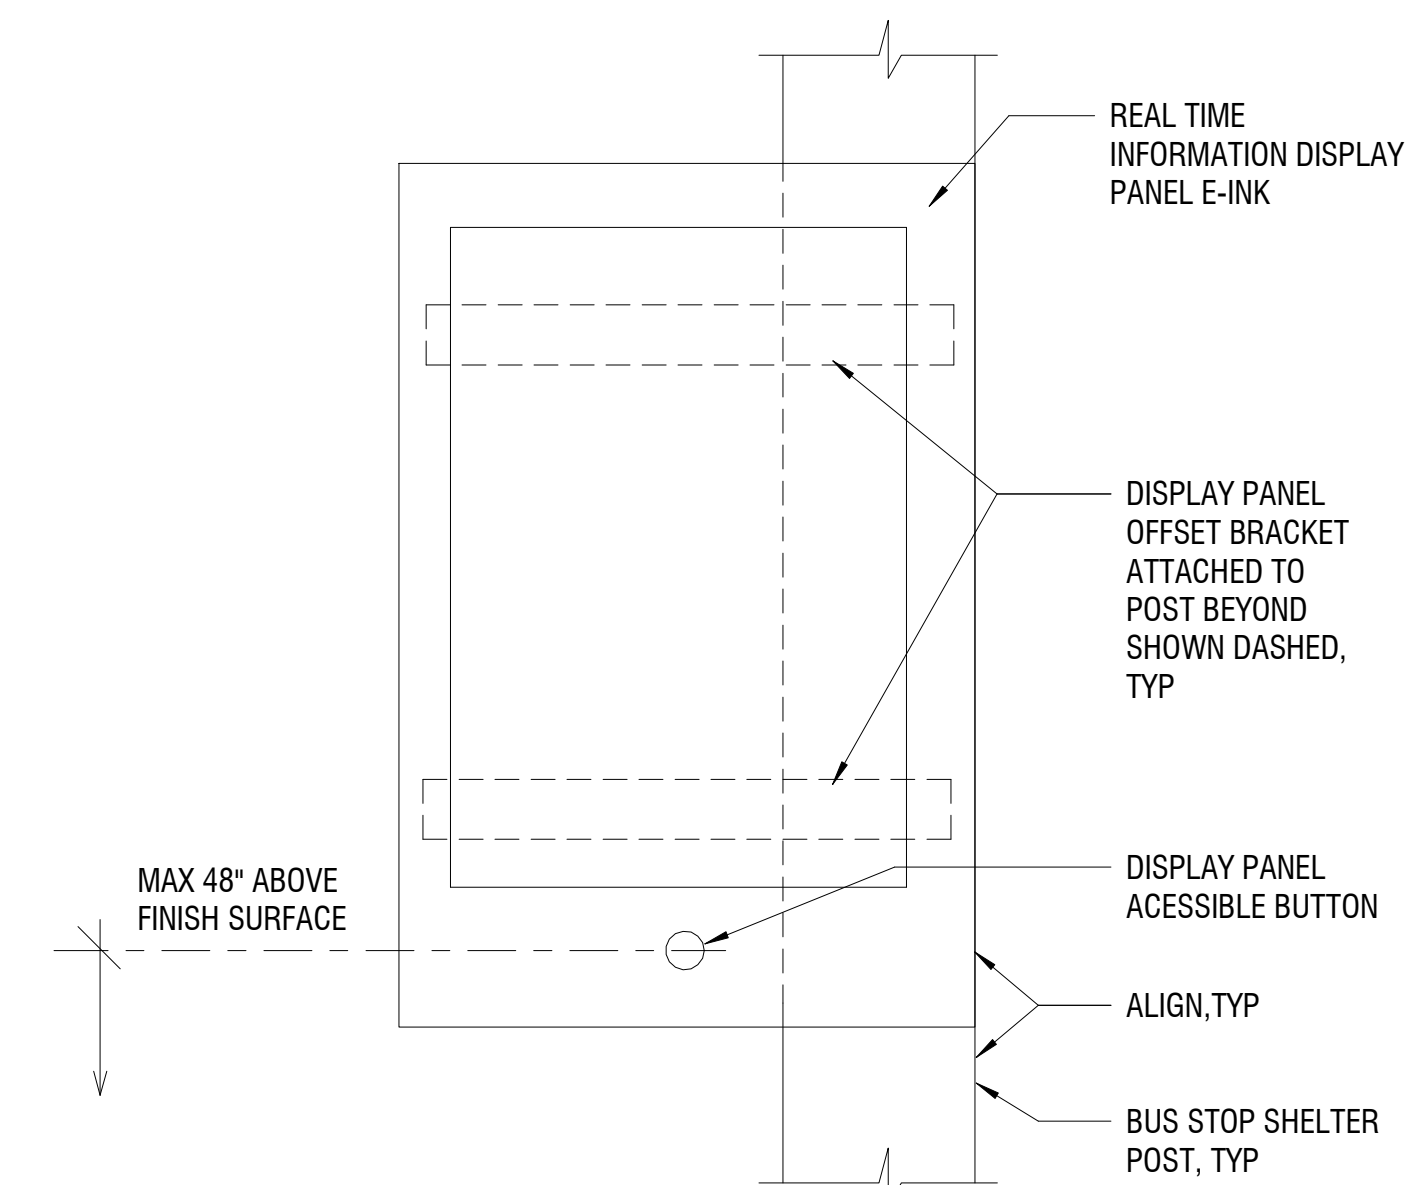 REAL TIME
INFORMATION DISPLAY
PANEL E-INK
DISPLAY PANEL
OFFSET BRACKET
ATTACHED TO
POST BEYOND
SHOWN DASHED,
TYP
MAX 48" ABOVE
FINISH SURFACE
DISPLAY PANEL
ACESSIBLE BUTTON
ALIGN,TYP
BUS STOP SHELTER
POST, TYP